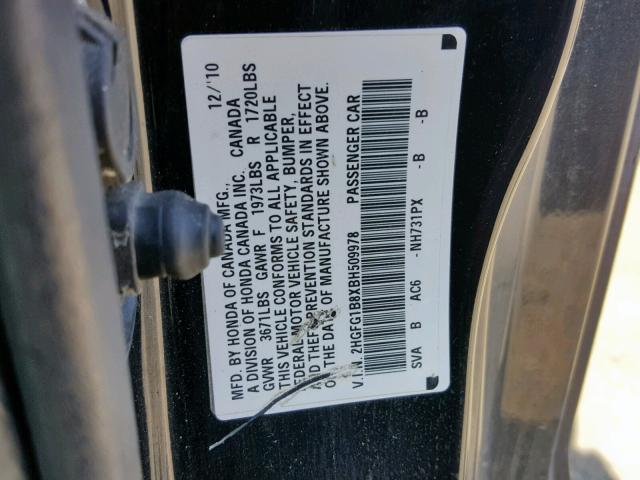 MFD. BY HONDA OF CANADA MFG., 12/'10
A DIVISION OF HONDA CANADA INC. CANADA
GVWR 3671LBS GAWR F 1973LBS R 1720LBS
THIS VEHICLE CONFORMS TO ALL APPLICABLE
FEDERAL MOTOR VEHICLE SAFETY, BUMPER,
AND THEFT PREVENTION STANDARDS IN EFFECT
ON THE DATE OF MANUFACTURE SHOWN ABOVE.
V.I.N. 2HGFG1B8XBH509978 PASSENGER CAR
SVA B AC6 -NH731PX -B -B